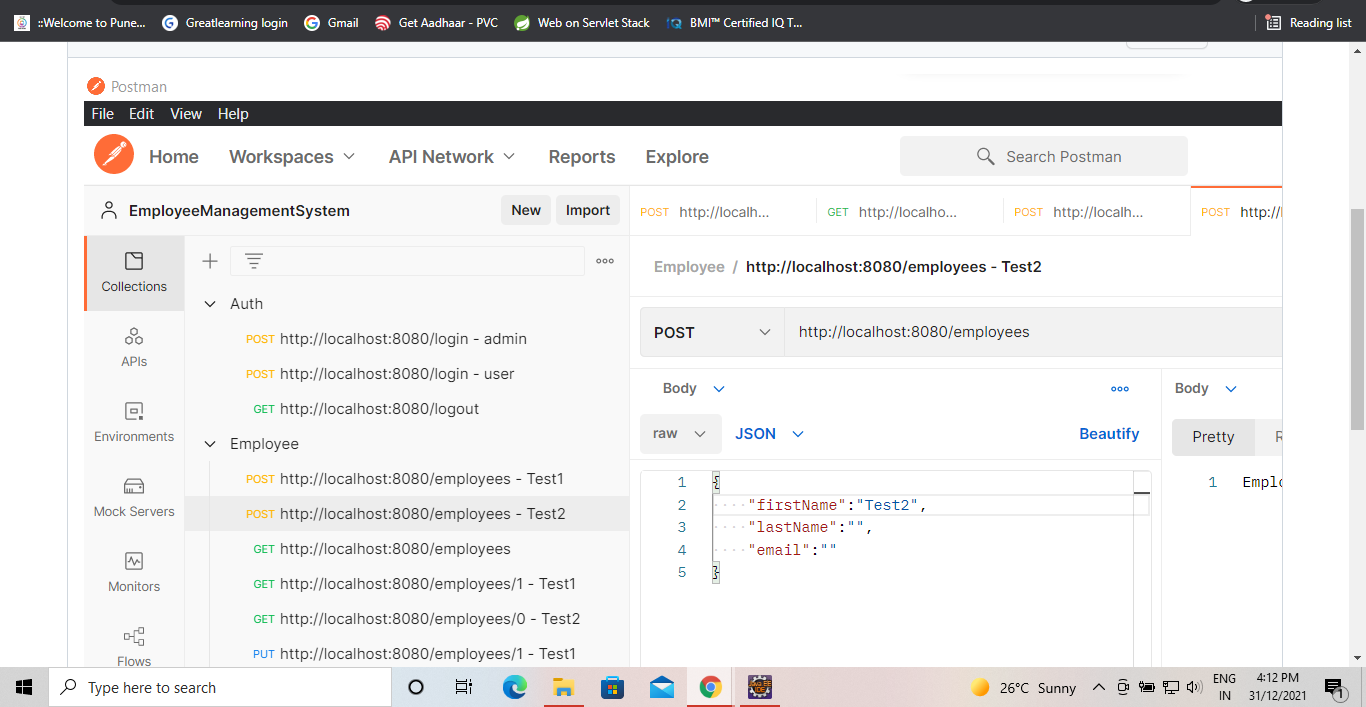 ::Welcome to Pune... Greatlearning login Gmail Get Aadhaar - PVC Web on Servlet Stack BMI™ Certified IQ T... Reading list
Postman
File Edit View Help
Home Workspaces API Network Reports Explore Search Postman
EmployeeManagementSystem New Import
POST http://localh... GET http://localho... POST http://localh... POST http://l
Collections
APIs
Environments
Mock Servers
Monitors
Flows
Auth
POST http://localhost:8080/login - admin
POST http://localhost:8080/login - user
GET http://localhost:8080/logout
Employee
POST http://localhost:8080/employees - Test1
POST http://localhost:8080/employees - Test2
GET http://localhost:8080/employees
GET http://localhost:8080/employees/1 - Test1
GET http://localhost:8080/employees/0 - Test2
PUT http://localhost:8080/employees/1 - Test1
Employee / http://localhost:8080/employees - Test2
POST http://localhost:8080/employees
Body
raw JSON Beautify
1 {
2 "firstName":"Test2",
3 "lastName":"",
4 "email":""
5 }
Body
Pretty
1 Emplo
Type here to search
26°C Sunny
ENG
IN
4:12 PM
31/12/2021
1